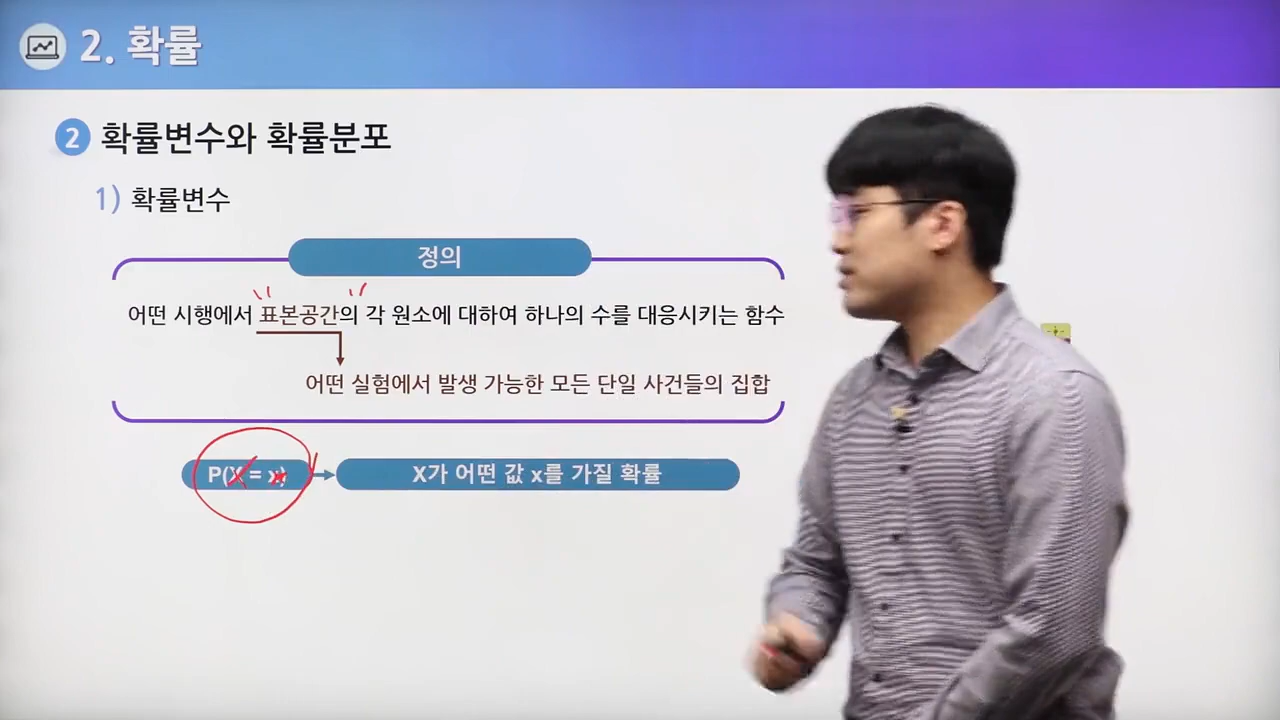 2. 확률
2 확률변수와 확률분포
1) 확률변수
정의
어떤 시행에서 표본공간의 각 원소에 대하여 하나의 수를 대응시키는 함수
어떤 실험에서 발생 가능한 모든 단일 사건들의 집합
P(X = x)
X가 어떤 값 x를 가질 확률